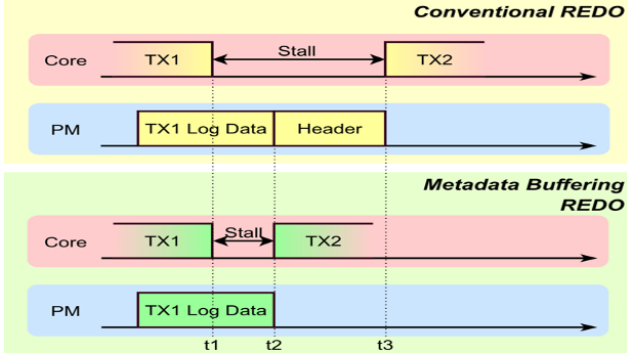 Conventional REDO
Core TX1 Stall TX2
PM TX1 Log Data Header
Metadata Buffering
REDO
Core TX1 Stall TX2
PM TX1 Log Data
t1 t2 t3